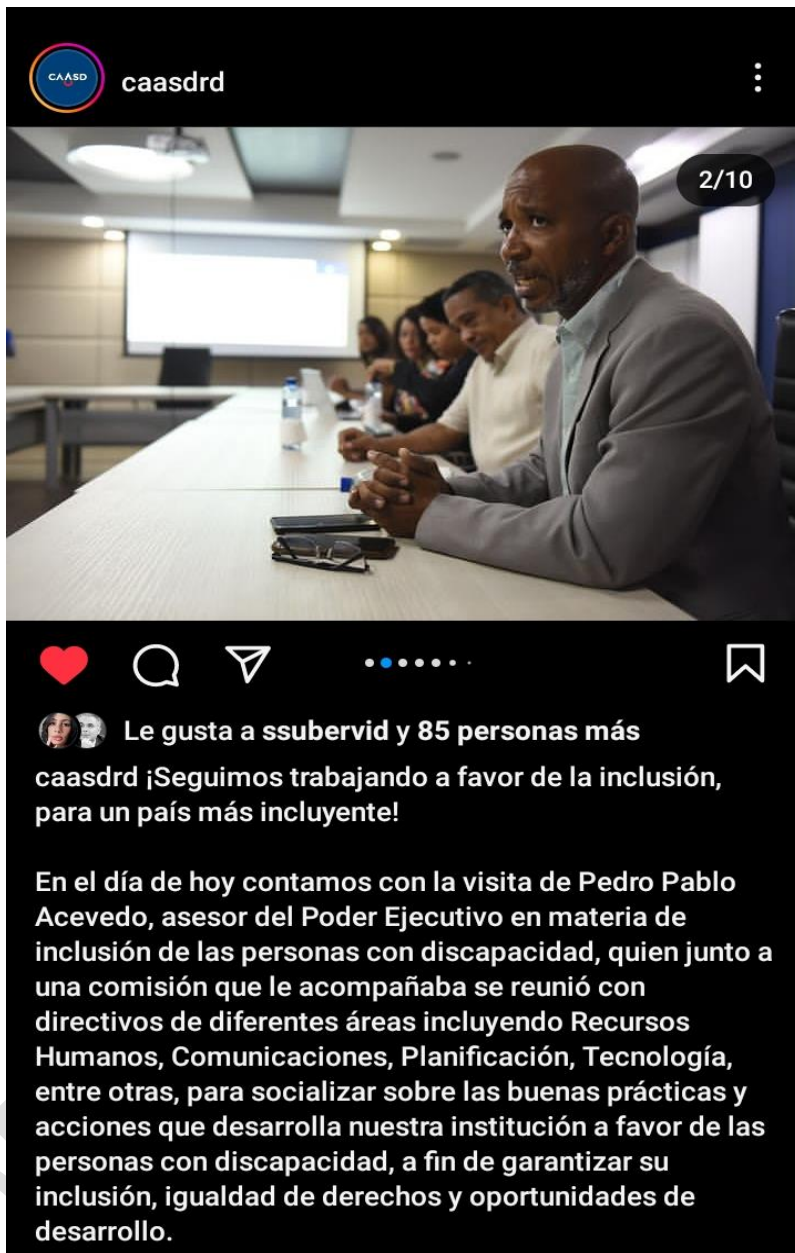 CAASD
caasdrd
2/10
Le gusta a ssubervid y 85 personas más
caasdrd ¡Seguimos trabajando a favor de la inclusión,
para un país más incluyente!
En el día de hoy contamos con la visita de Pedro Pablo
Acevedo, asesor del Poder Ejecutivo en materia de
inclusión de las personas con discapacidad, quien junto a
una comisión que le acompañaba se reunió con
directivos de diferentes áreas incluyendo Recursos
Humanos, Comunicaciones, Planificación, Tecnología,
entre otras, para socializar sobre las buenas prácticas y
acciones que desarrolla nuestra institución a favor de las
personas con discapacidad, a fin de garantizar su
inclusión, igualdad de derechos y oportunidades de
desarrollo.